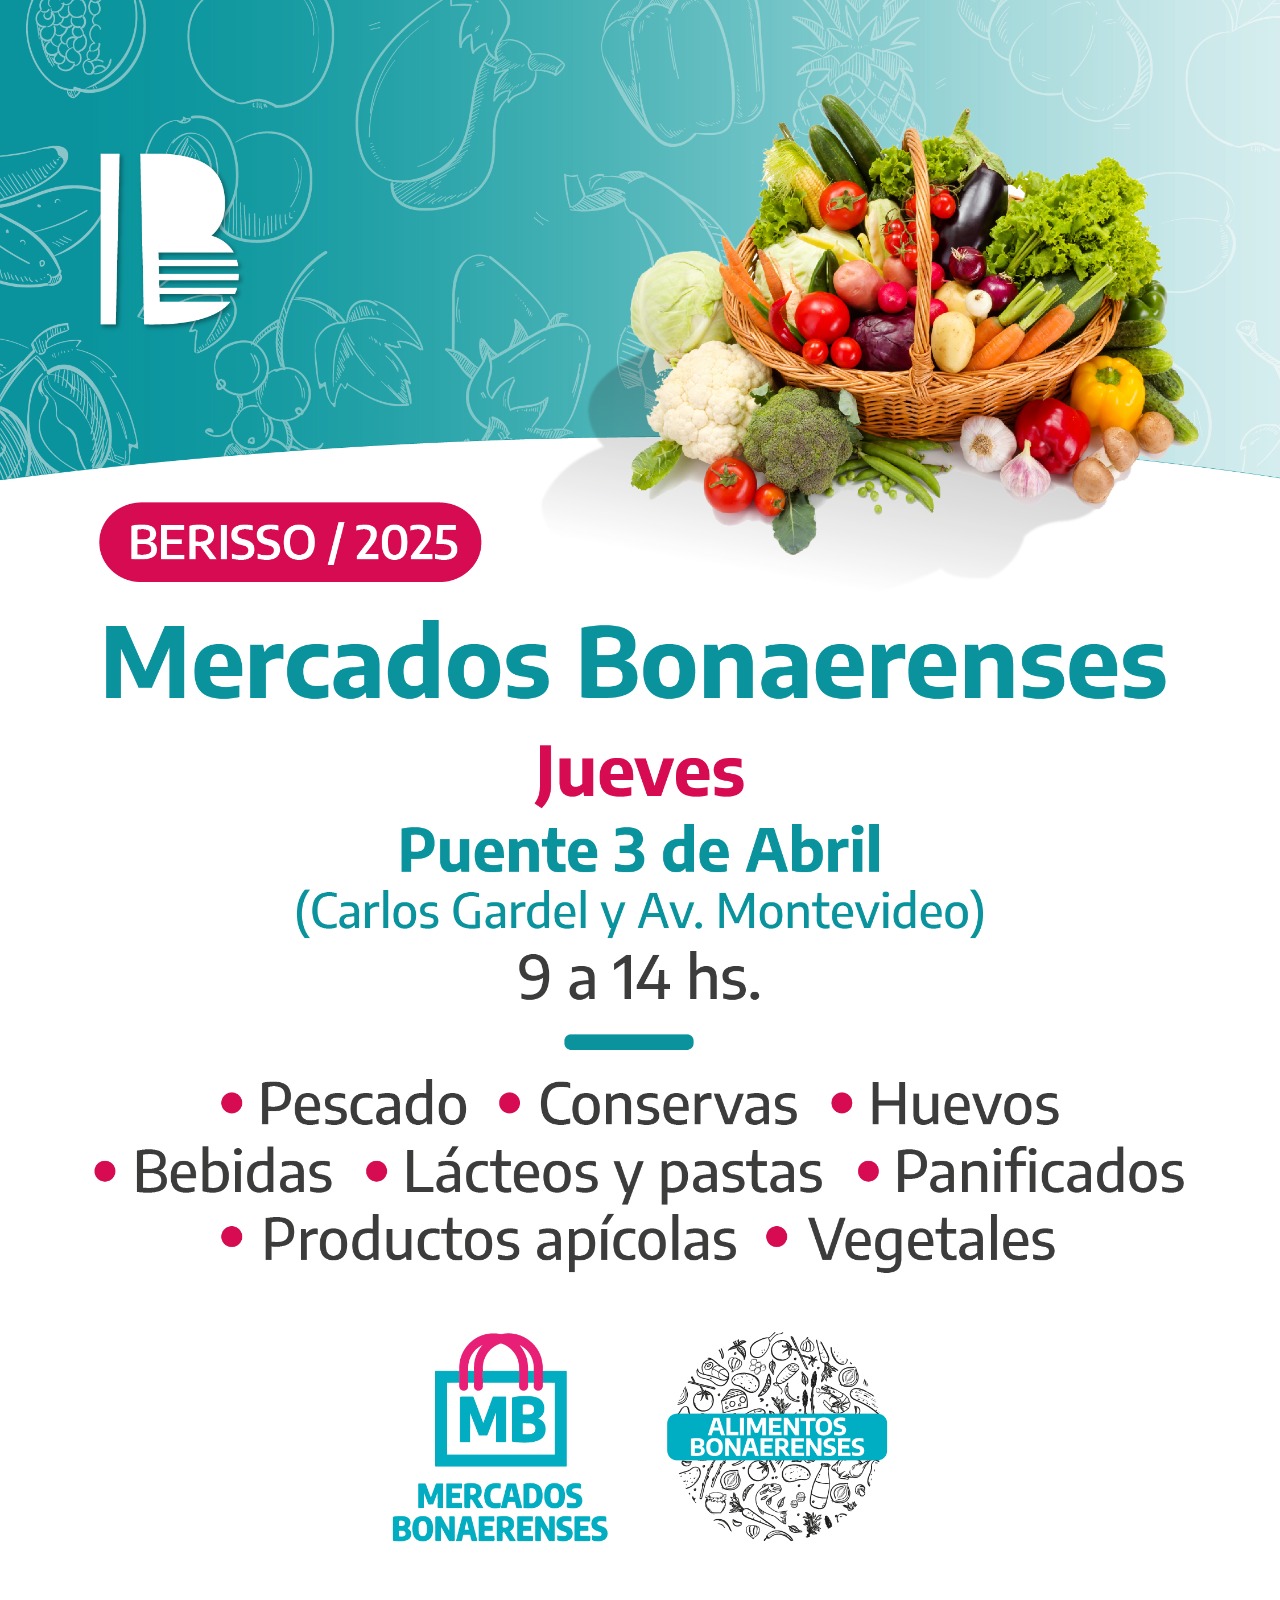 B
BERISSO / 2025
Mercados Bonaerenses
Jueves
Puente 3 de Abril
(Carlos Gardel y Av. Montevideo)
9 a 14 hs.
• Pescado • Conservas • Huevos
• Bebidas • Lácteos y pastas • Panificados
• Productos apícolas • Vegetales
MB
MERCADOS
BONAERENSES
ALIMENTOS
BONAERENSES